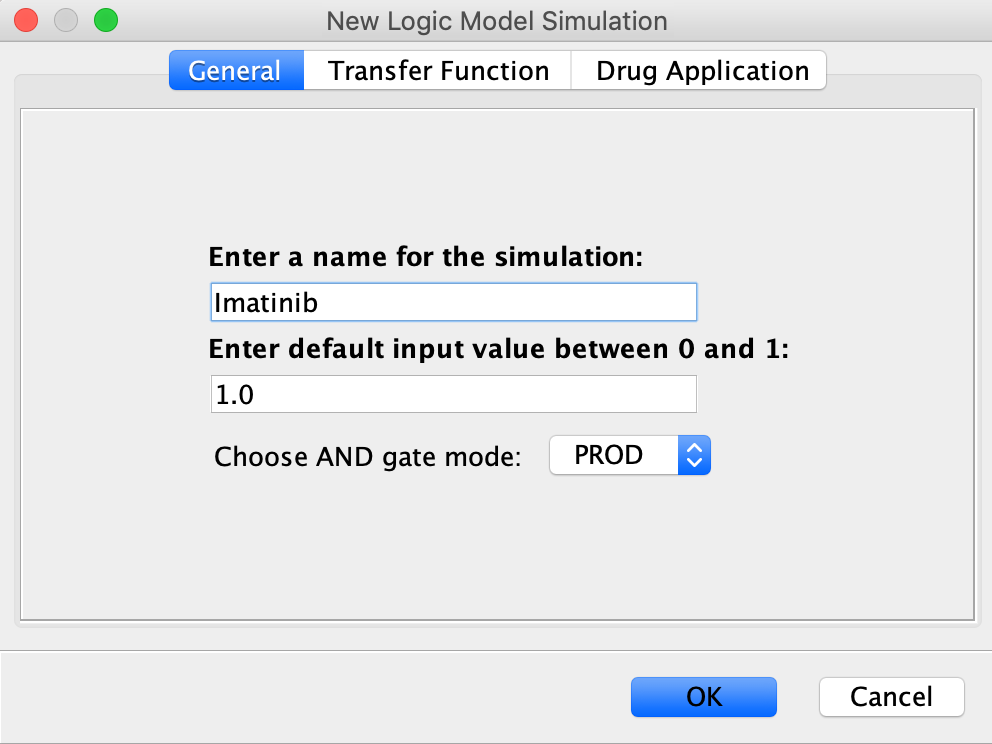 New Logic Model Simulation
General Transfer Function Drug Application
Enter a name for the simulation:
Imatinib
Enter default input value between 0 and 1:
1.0
Choose AND gate mode: PROD
OK Cancel